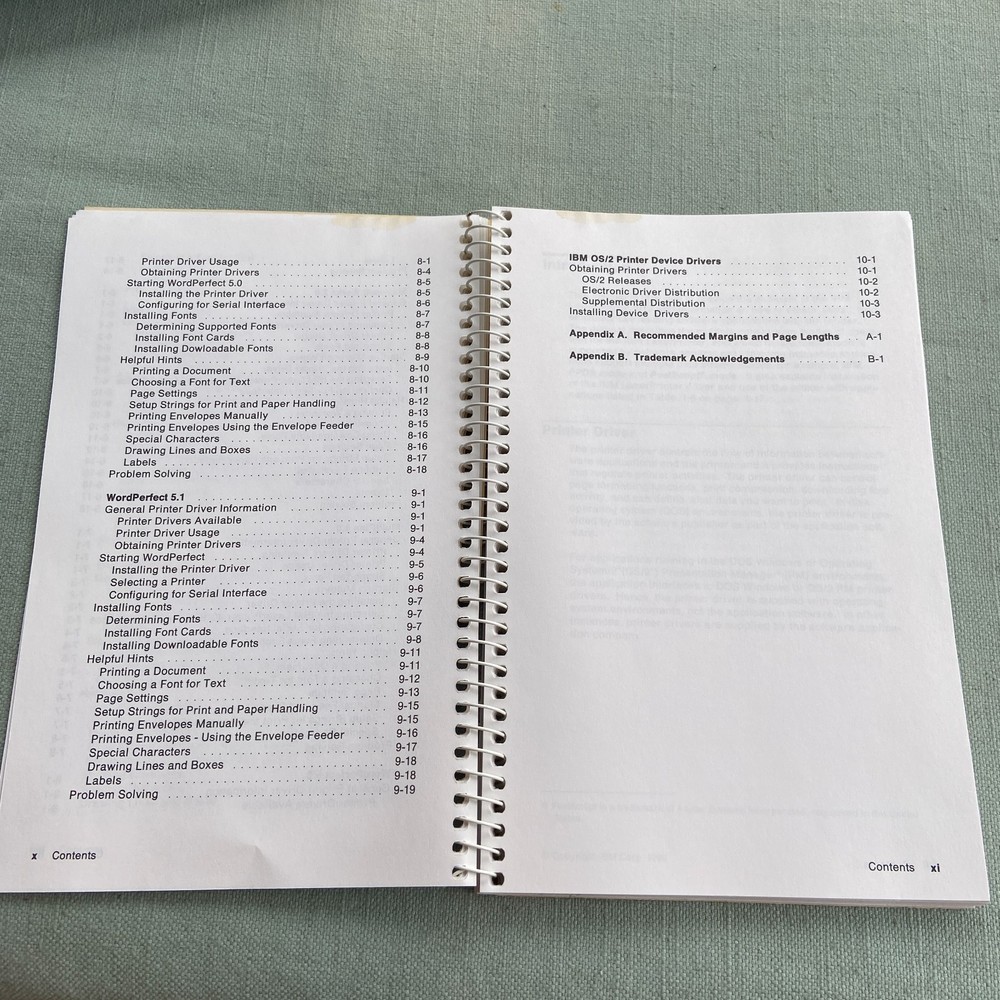 Printer Driver Usage . . . . . . . . . . . . . . . . . . . . . . 8-1
Obtaining Printer Drivers . . . . . . . . . . . . . . . . . . . . 8-4
Starting WordPerfect 5.0 . . . . . . . . . . . . . . . . . . . . 8-5
Installing the Printer Driver . . . . . . . . . . . . . . . . . . 8-5
Configuring for Serial Interface . . . . . . . . . . . . . . . . 8-6
Installing Fonts . . . . . . . . . . . . . . . . . . . . . . . . 8-7
Determining Supported Fonts . . . . . . . . . . . . . . . . . . 8-7
Installing Font Cards . . . . . . . . . . . . . . . . . . . . . 8-8
Installing Dowloadable Fonts . . . . . . . . . . . . . . . . . . 8-8
Helpful Hints . . . . . . . . . . . . . . . . . . . . . . . . . 8-9
Printing a Document . . . . . . . . . . . . . . . . . . . . . . 8-10
Choosing a Font for Text . . . . . . . . . . . . . . . . . . . . 8-10
Page Settings . . . . . . . . . . . . . . . . . . . . . . . . . 8-11
Setup Strings for Print and Paper Handling . . . . . . . . . . . 8-12
Printing Envelopes Manually . . . . . . . . . . . . . . . . . . 8-13
Printing Envelopes Using the Envelope Feeder . . . . . . . . . . 8-15
Special Characters . . . . . . . . . . . . . . . . . . . . . . . 8-16
Drawing Lines and Boxes . . . . . . . . . . . . . . . . . . . . 8-16
Labels . . . . . . . . . . . . . . . . . . . . . . . . . . . . . 8-17
Problem Solving . . . . . . . . . . . . . . . . . . . . . . . . 8-18
WordPerfect 5.1 . . . . . . . . . . . . . . . . . . . . . . . . 9-1
General Printer Driver Information . . . . . . . . . . . . . . . 9-1
Printer Drivers Available . . . . . . . . . . . . . . . . . . . 9-1
Printer Driver Usage . . . . . . . . . . . . . . . . . . . . . . 9-1
Obtaining Printer Drivers . . . . . . . . . . . . . . . . . . . 9-4
Starting WordPerfect . . . . . . . . . . . . . . . . . . . . . . 9-4
Installing the Printer Driver . . . . . . . . . . . . . . . . . 9-5
Selecting a Printer . . . . . . . . . . . . . . . . . . . . . . 9-6
Configuring for Serial Interface . . . . . . . . . . . . . . . . 9-6
Installing Fonts . . . . . . . . . . . . . . . . . . . . . . . . 9-7
Determining Fonts . . . . . . . . . . . . . . . . . . . . . . . 9-7
Installing Font Cards . . . . . . . . . . . . . . . . . . . . . 9-7
Installing Downloadable Fonts . . . . . . . . . . . . . . . . . 9-8
Helpful Hints . . . . . . . . . . . . . . . . . . . . . . . . . 9-11
Printing a Document . . . . . . . . . . . . . . . . . . . . . . 9-11
Choosing a Font for Text . . . . . . . . . . . . . . . . . . . . 9-12
Page Settings . . . . . . . . . . . . . . . . . . . . . . . . . 9-13
Setup Strings for Print and Paper Handling . . . . . . . . . . . 9-15
Printing Envelopes Manually . . . . . . . . . . . . . . . . . . 9-15
Printing Envelopes - Using the Envelope Feeder . . . . . 9-16
Special Characters . . . . . . . . . . . . . . . . . . . . . . . 9-17
Drawing Lines and Boxes . . . . . . . . . . . . . . . . . . . . 9-18
Labels . . . . . . . . . . . . . . . . . . . . . . . . . . . . . 9-18
Problem Solving . . . . . . . . . . . . . . . . . . . . . . . . 9-19
x Contents
IBM OS/2 Printer Device Drivers . . . . . . . . . . . . . . . . 10-1
Obtaining Printer Drivers . . . . . . . . . . . . . . . . . . . 10-1
OS/2 Releases . . . . . . . . . . . . . . . . . . . . . . . . . 10-2
Electronic Driver Distribution . . . . . . . . . . . . . . . . . 10-2
Supplemental Distribution . . . . . . . . . . . . . . . . . . . 10-3
Installing Device Drivers . . . . . . . . . . . . . . . . . . . 10-3
Appendix A. Recommended Margins and Page Lengths . . A-1
Appendix B. Trademark Acknowledgements . . . . . . . . . B-1
Contents xi